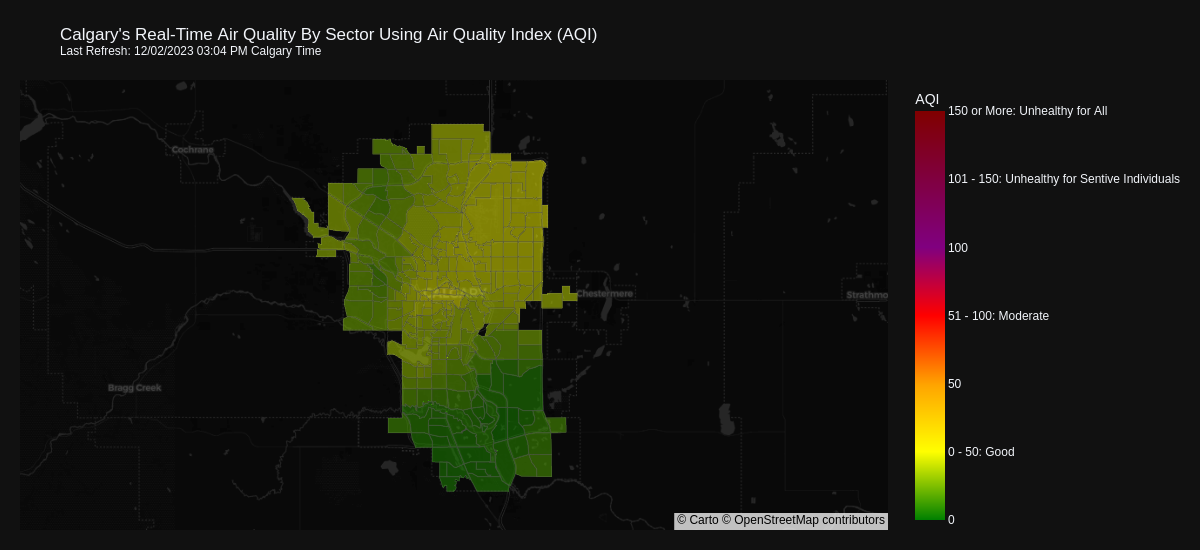 Calgary's Real-Time Air Quality By Sector Using Air Quality Index (AQI)
Last Refresh: 12/02/2023 03:04 PM Calgary Time
AQI
150 or More: Unhealthy for All
Cochrane
101 - 150: Unhealthy for Sentive Individuals
100
Chestermere
Strathmo
51 - 100: Moderate
Bragg Creek
50
0 - 50: Good
0
© Carto © OpenStreetMap contributors